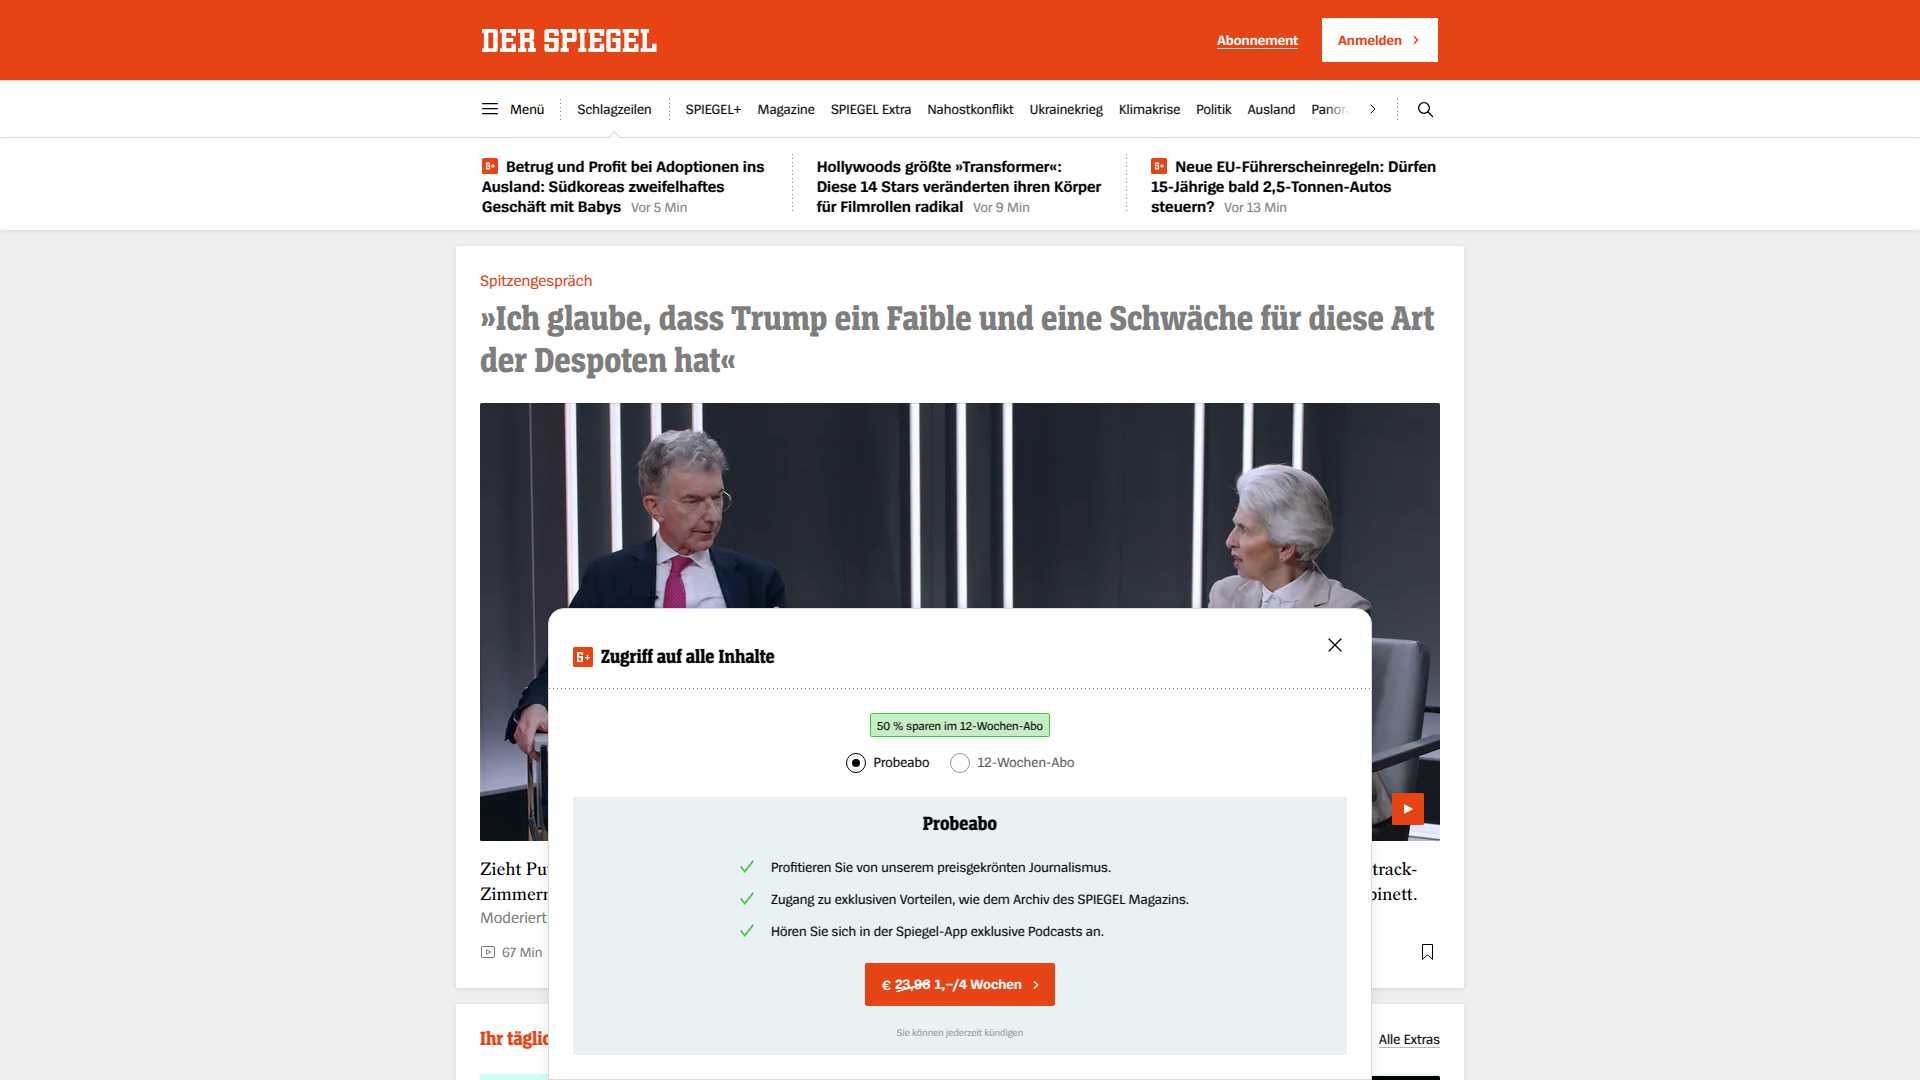 DER SPIEGEL
Abonnement
Anmelden
Menü
Schlagzeilen
SPIEGEL+
Magazine
SPIEGEL Extra
Nahostkonflikt
Ukrainekrieg
Klimakrise
Politik
Ausland
Panor
Betrug und Profit bei Adoptionen ins
Ausland: Südkoreas zweifelhaftes
Geschäft mit Babys Vor 5 Min
Hollywoods größte »Transformer«:
Diese 14 Stars veränderten ihren Körper
für Filmrollen radikal Vor 9 Min
Neue EU-Führerscheinregeln: Dürfen
15-Jährige bald 2,5-Tonnen-Autos
steuern? Vor 13 Min
Spitzengespräch
»Ich glaube, dass Trump ein Faible und eine Schwäche für diese Art
der Despoten hat«
Zugriff auf alle Inhalte
50 % sparen im 12-Wochen-Abo
Probeabo
12-Wochen-Abo
Probeabo
Profitieren Sie von unserem preisgekrönten Journalismus.
Zugang zu exklusiven Vorteilen, wie dem Archiv des SPIEGEL Magazins.
Hören Sie sich in der Spiegel-App exklusive Podcasts an.
€ 23,96 1,–/4 Wochen
Sie können jederzeit kündigen
Zieht Pu
track-
Zimmer
binett.
Moderiert
67 Min
Ihr täglic
Alle Extras